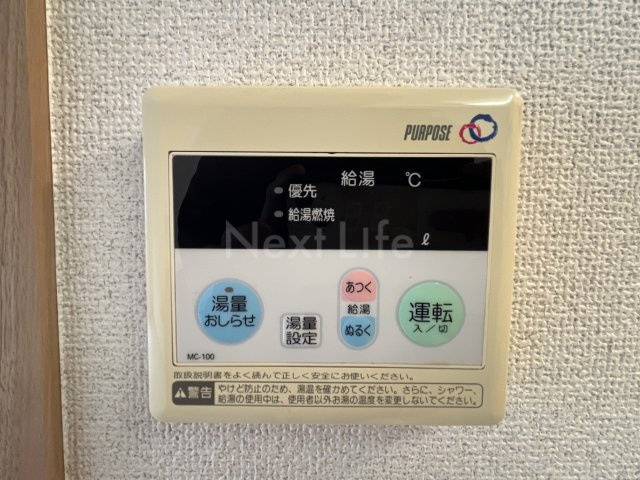 PURPOSE
給湯 ℃
優先
給湯燃焼
Next Life
ℓ
湯量
おしらせ
湯量
設定
あつく
給湯
ぬるく
運転
入/切
MC-100
取扱説明書をよく読んで正しく安全にお使いください。
警告 やけど防止のため、湯温を確かめてください。さらに、シャワー、
給湯の使用中は、使用者以外お湯の温度を変更しないでください。